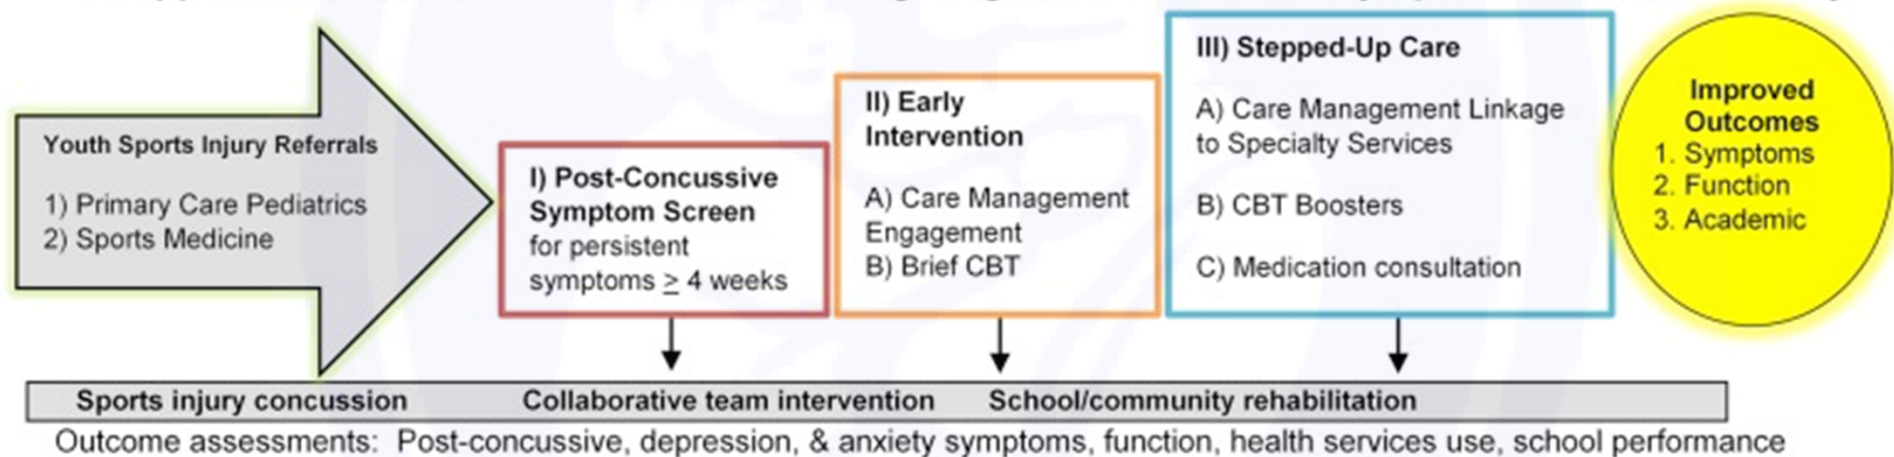 Youth Sports Injury Referrals
1) Primary Care Pediatrics
2) Sports Medicine
I) Post-Concussive
Symptom Screen
for persistent
symptoms ≥ 4 weeks
II) Early
Intervention
A) Care Management
Engagement
B) Brief CBT
III) Stepped-Up Care
A) Care Management Linkage
to Specialty Services
B) CBT Boosters
C) Medication consultation
Improved
Outcomes
1. Symptoms
2. Function
3. Academic
Sports injury concussion Collaborative team intervention School/community rehabilitation
Outcome assessments: Post-concussive, depression, & anxiety symptoms, function, health services use, school performance